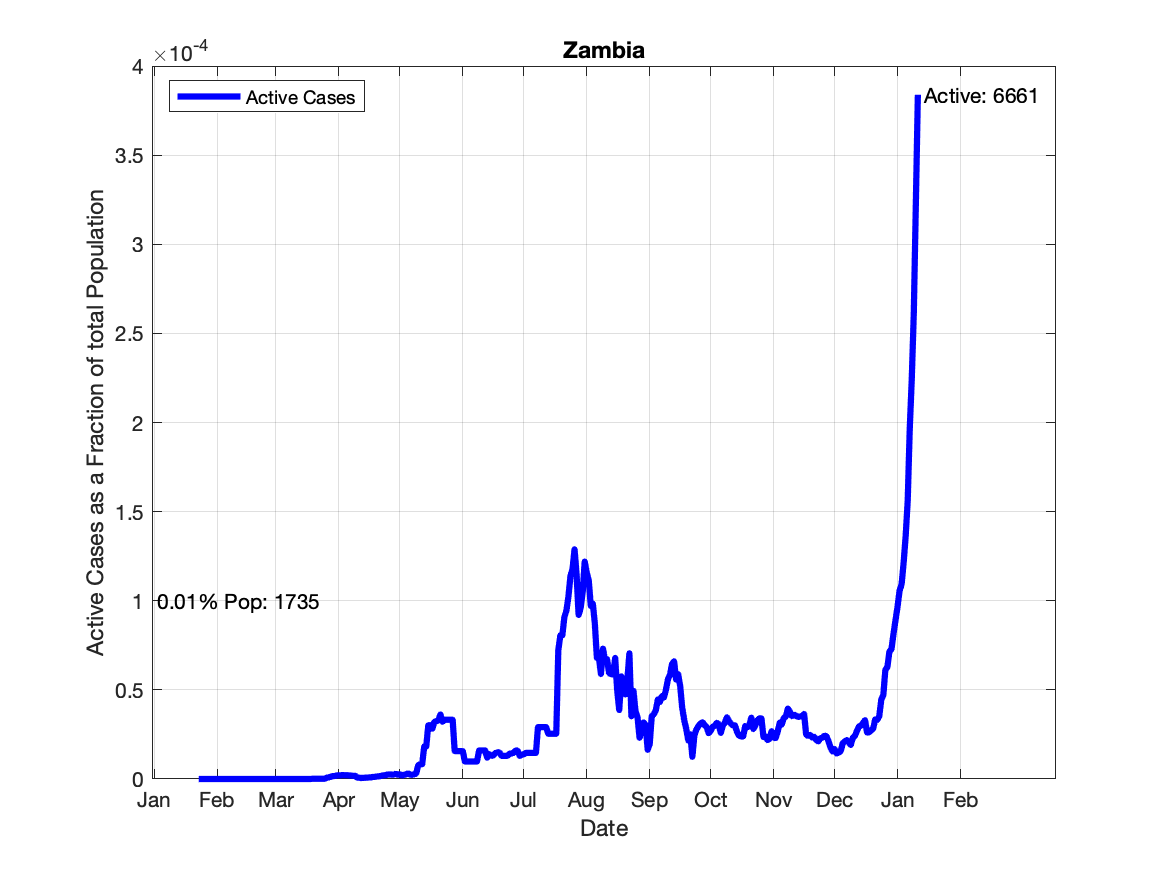 Zambia
×10-4
4
3.5
3
2.5
2
1.5
1
0.5
0
Active Cases as a Fraction of total Population
Active Cases
Active: 6661
0.01% Pop: 1735
Jan Feb Mar Apr May Jun Jul Aug Sep Oct Nov Dec Jan Feb
Date